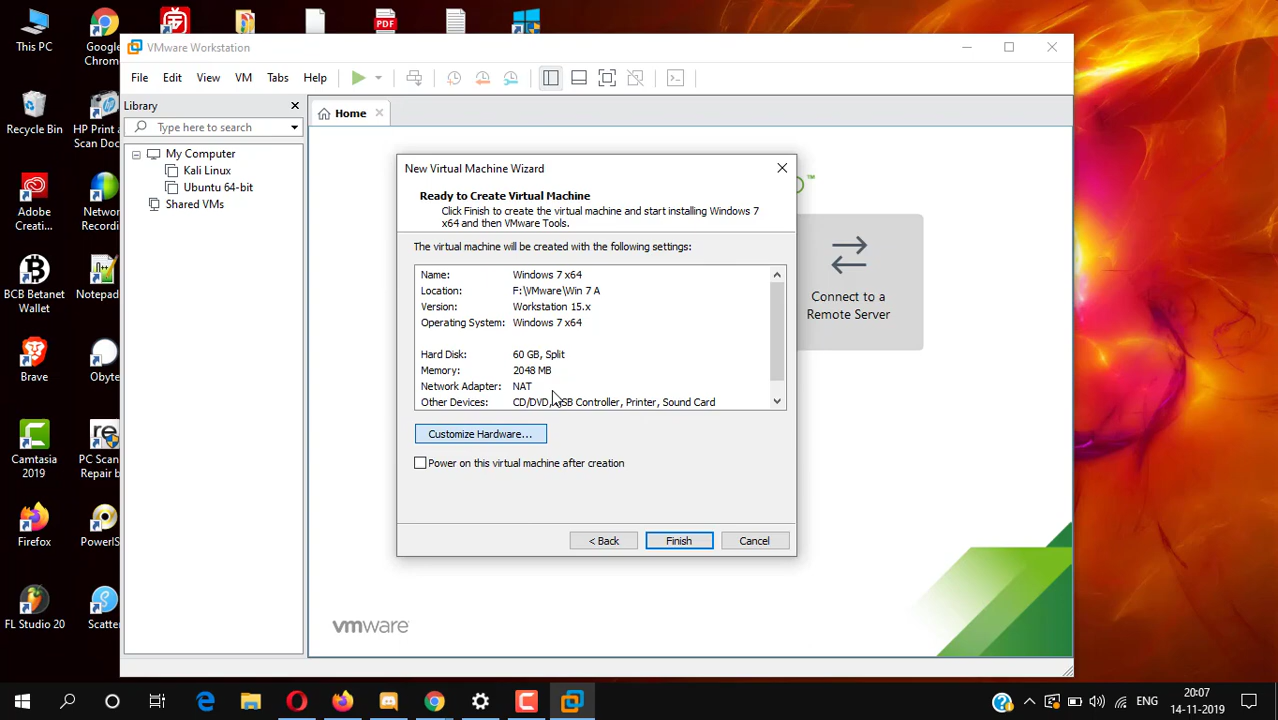 This PC
Google
Chrom
PDF
VMware Workstation
File Edit View VM Tabs Help
Library
Home
Type here to search
My Computer
Kali Linux
Ubuntu 64-bit
Shared VMs
Recycle Bin
HP Print a
Scan Doc
Adobe
Creati...
Networ
Record
BCB Betanet
Wallet
Notepad
Brave
Obyte
Camtasia
2019
PC Scan
Repair b
Firefox
PowerIS
FL Studio 20
Scatte
New Virtual Machine Wizard
Ready to Create Virtual Machine
Click Finish to create the virtual machine and start installing Windows 7
x64 and then VMware Tools.
The virtual machine will be created with the following settings:
Name: Windows 7 x64
Location: F:\VMware\Win 7 A
Version: Workstation 15.x
Operating System: Windows 7 x64
Hard Disk: 60 GB, Split
Memory: 2048 MB
Network Adapter: NAT
Other Devices: CD/DVD, SB Controller, Printer, Sound Card
Customize Hardware...
Power on this virtual machine after creation
< Back Finish Cancel
TM
Connect to a
Remote Server
vmware
ENG
20:07
14-11-2019